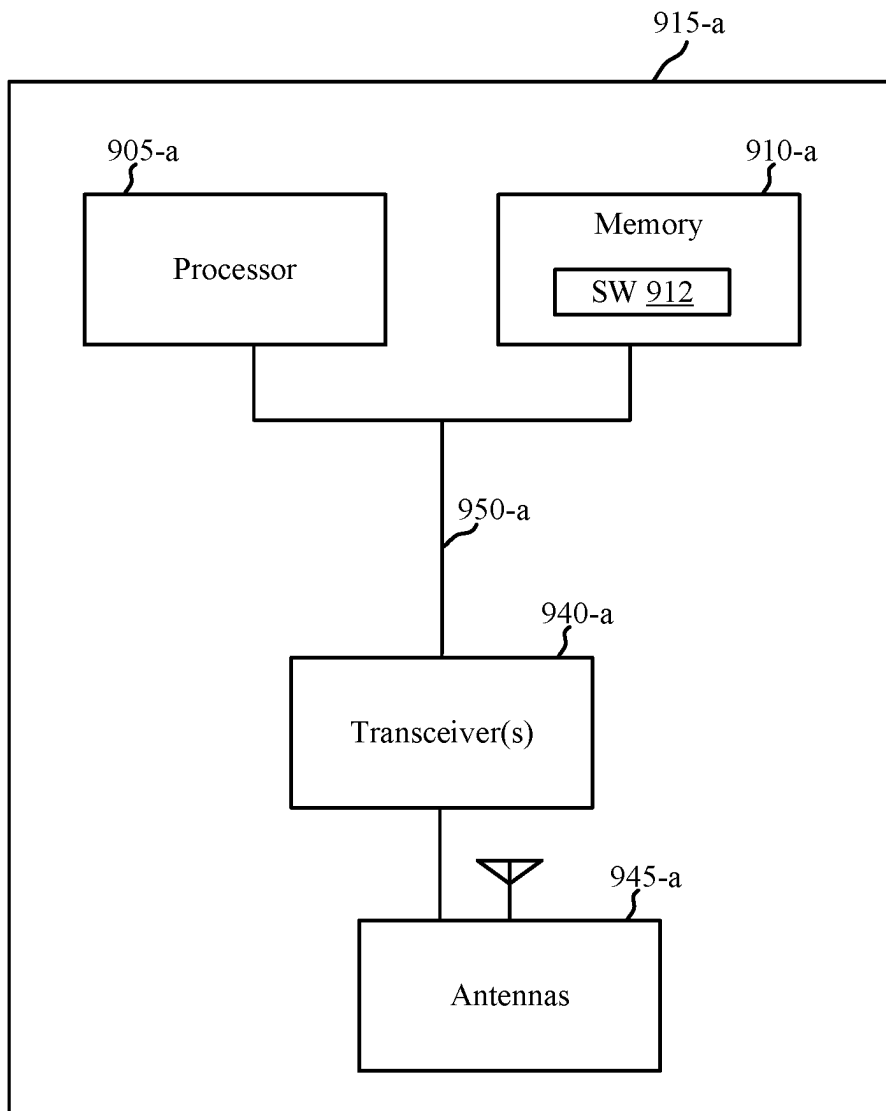 915-a
905-a
910-a
Processor
Memory
SW 912
950-a
940-a
Transceiver(s)
945-a
Antennas